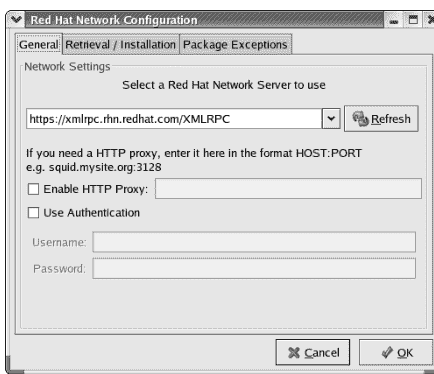 Red Hat Network Configuration
General Retrieval / Installation Package Exceptions
Network Settings
Select a Red Hat Network Server to use
https://xmlrpc.rhn.redhat.com/XMLRPC
Refresh
If you need a HTTP proxy, enter it here in the format HOST:PORT
e.g. squid.mysite.org:3128
Enable HTTP Proxy:
Use Authentication
Username:
Password:
Cancel OK